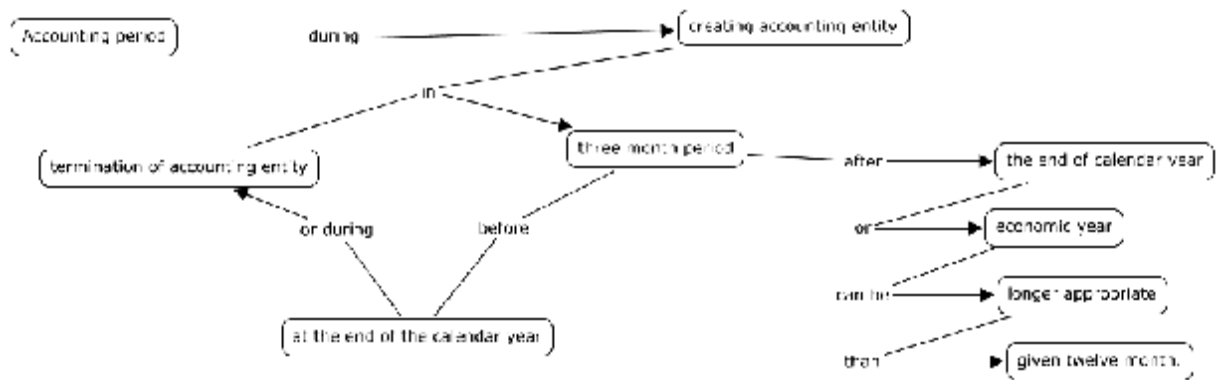 Accounting period
during
creating accounting entity
in
termination of accounting entity
three month period
after
the end of calendar year
or during
before
or
economic year
can be
longer appropriate
at the end of the calendar year
than
given twelve month.